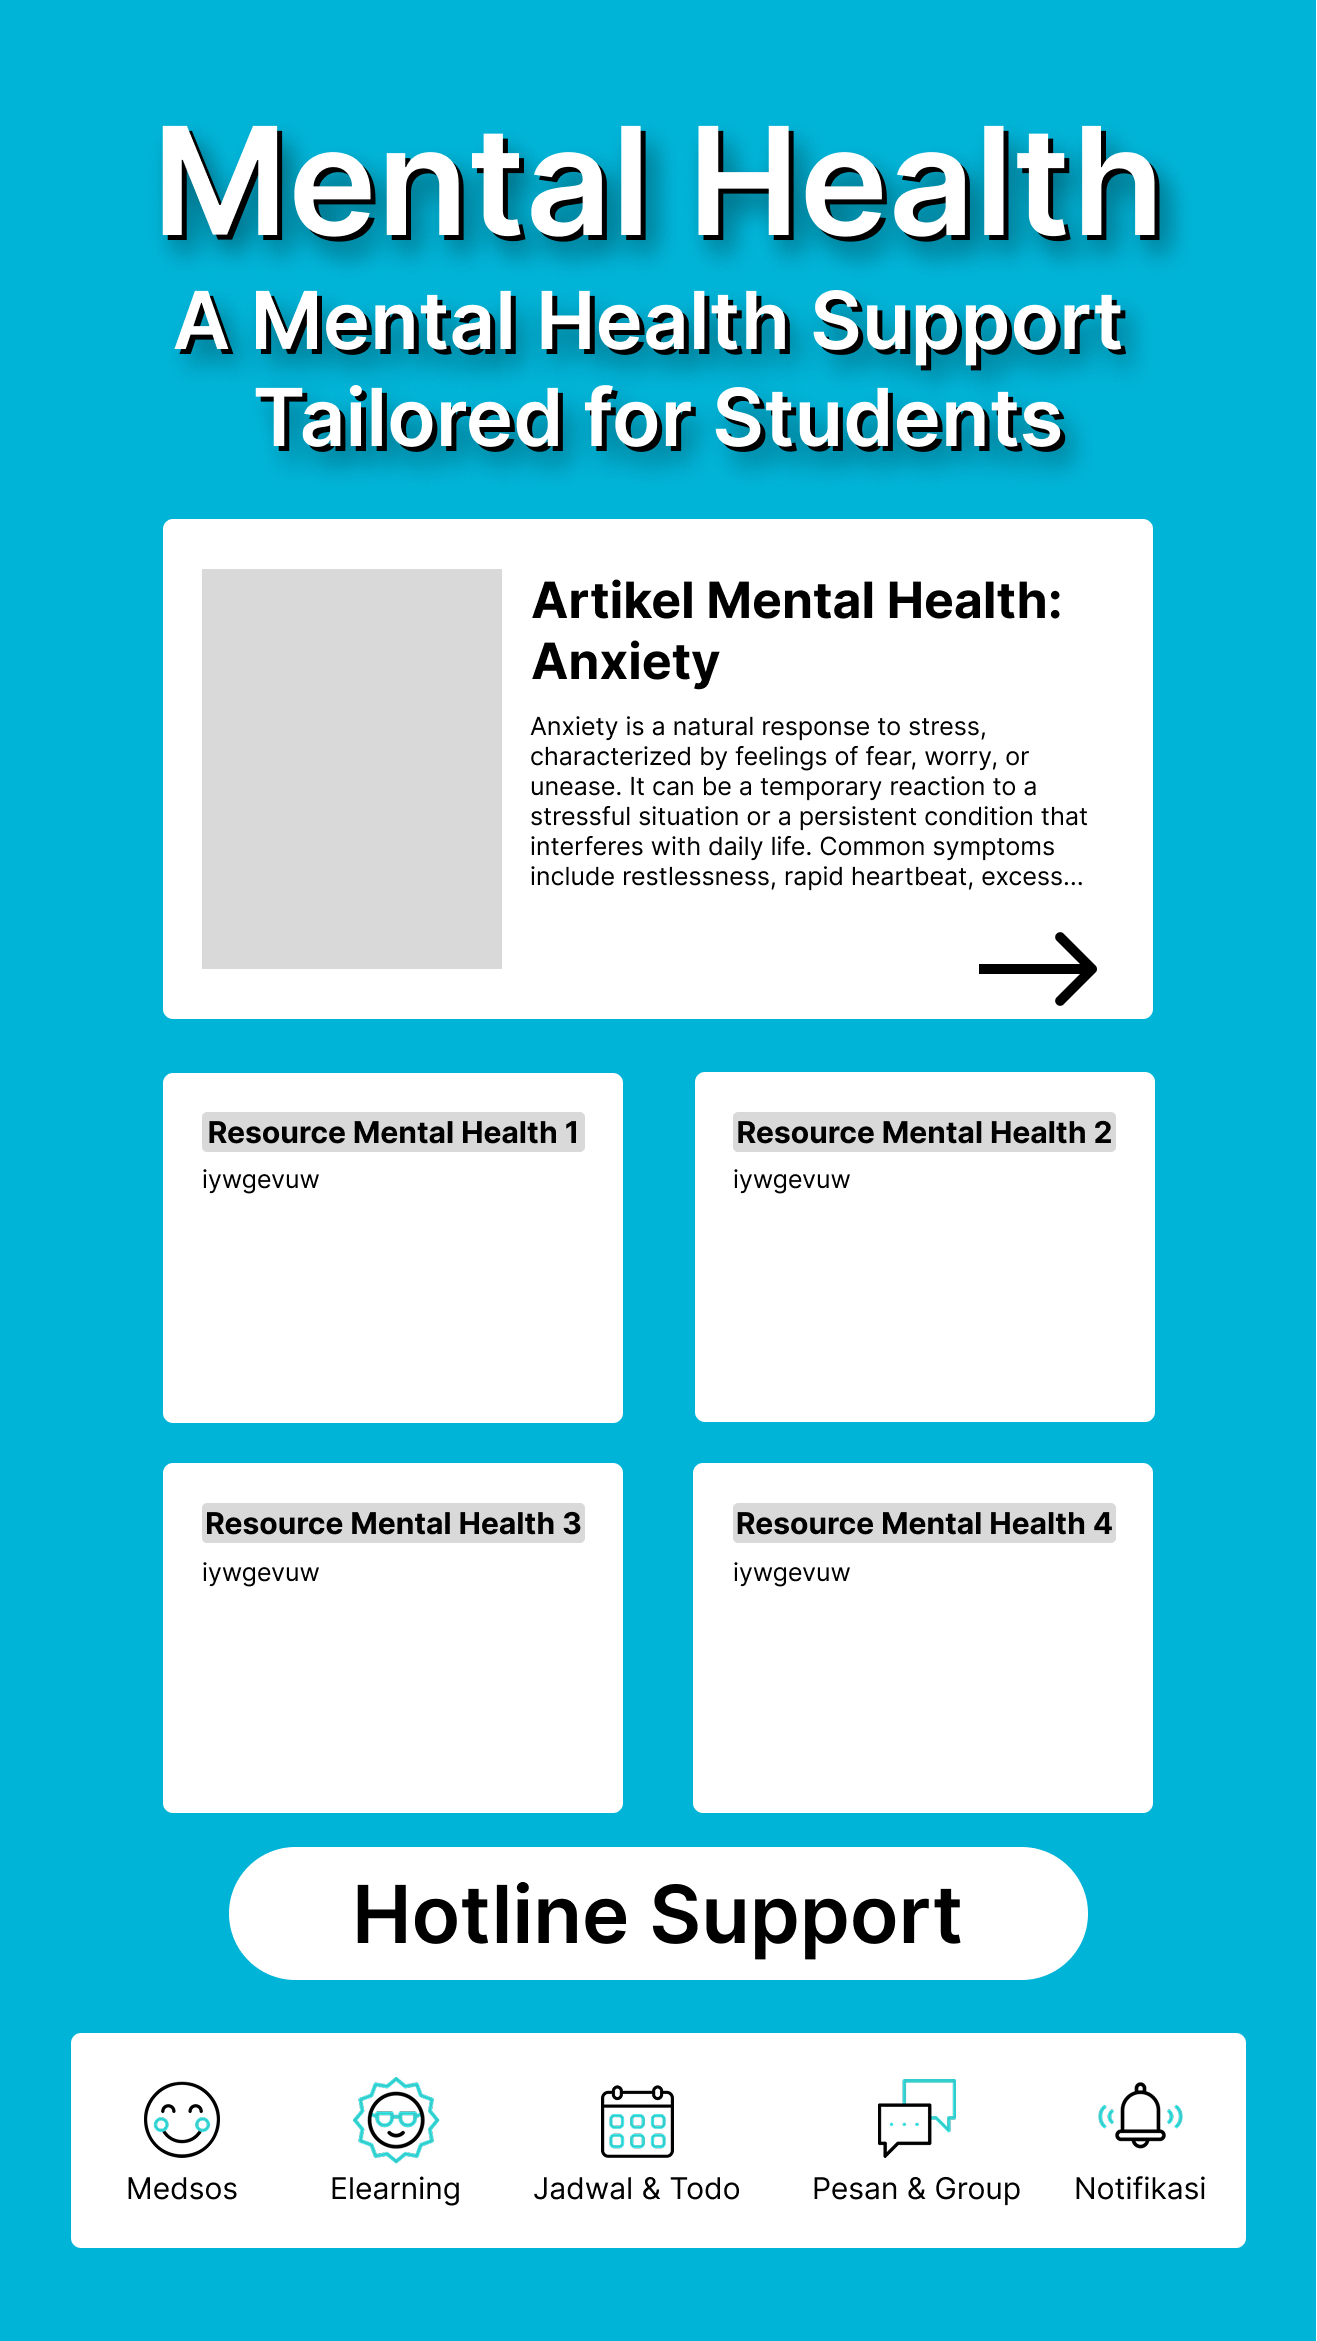 Mental Health
A Mental Health Support
Tailored for Students
Artikel Mental Health:
Anxiety
Anxiety is a natural response to stress,
characterized by feelings of fear, worry, or
unease. It can be a temporary reaction to a
stressful situation or a persistent condition that
interferes with daily life. Common symptoms
include restlessness, rapid heartbeat, excess...
Resource Mental Health 1
iywgevuw
Resource Mental Health 2
iywgevuw
Resource Mental Health 3
iywgevuw
Resource Mental Health 4
iywgevuw
Hotline Support
Medsos
Elearning
Jadwal & Todo
Pesan & Group
Notifikasi